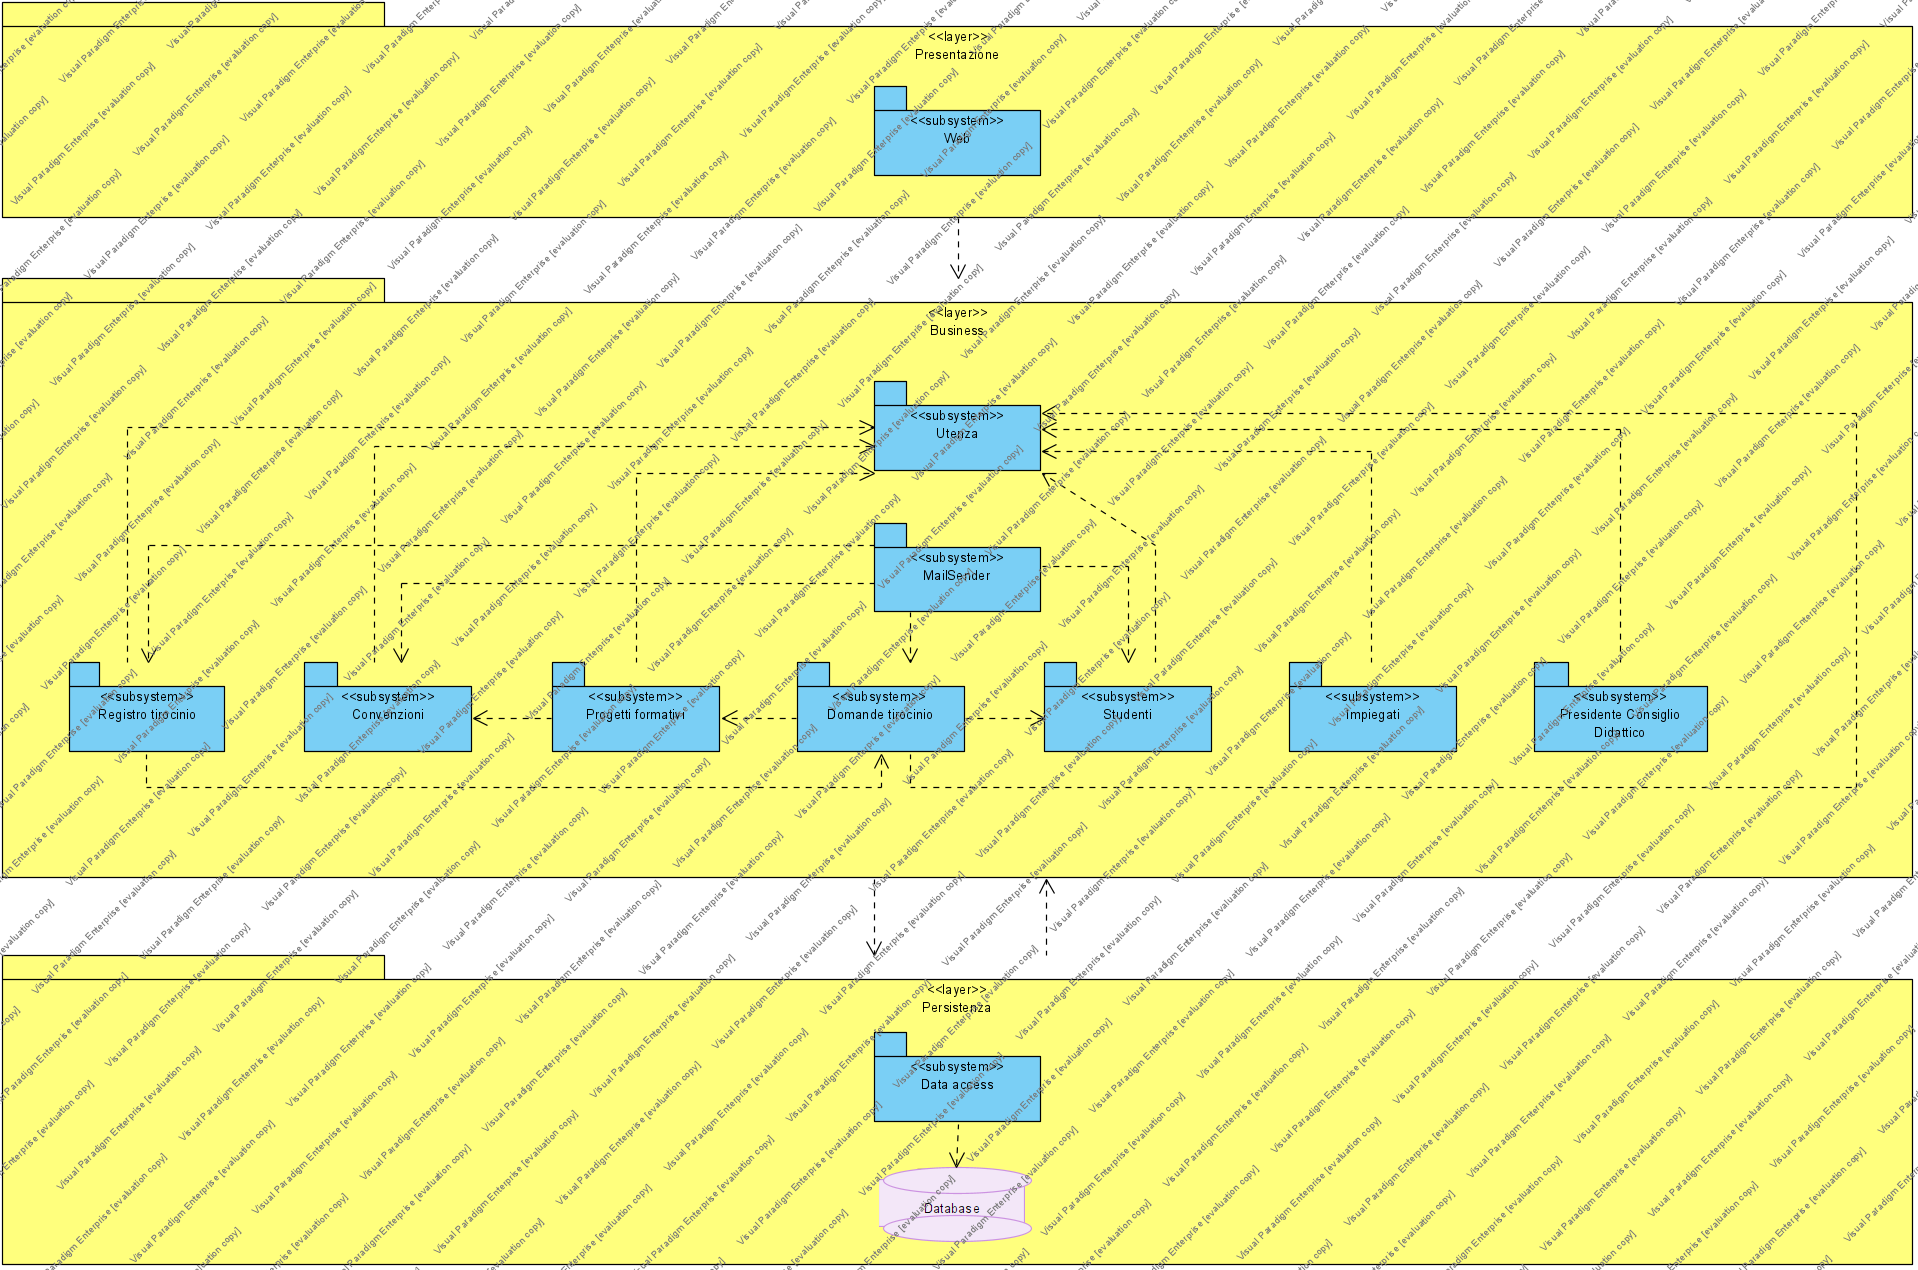 <<layer>>
Presentazione
<<subsystem>>
Web
<<layer>>
Business
<<subsystem>>
Utenza
<<subsystem>>
MailSender
<<subsystem>>
Registro tirocinio
<<subsystem>>
Convenzioni
<<subsystem>>
Progetti formativi
<<subsystem>>
Domande tirocinio
<<subsystem>>
Studenti
<<subsystem>>
Impiegati
<<subsystem>>
Presidente Consiglio
Didattico
<<layer>>
Persistenza
<<subsystem>>
Data access
Database
Visual Paradigm Enterprise [evaluation copy]